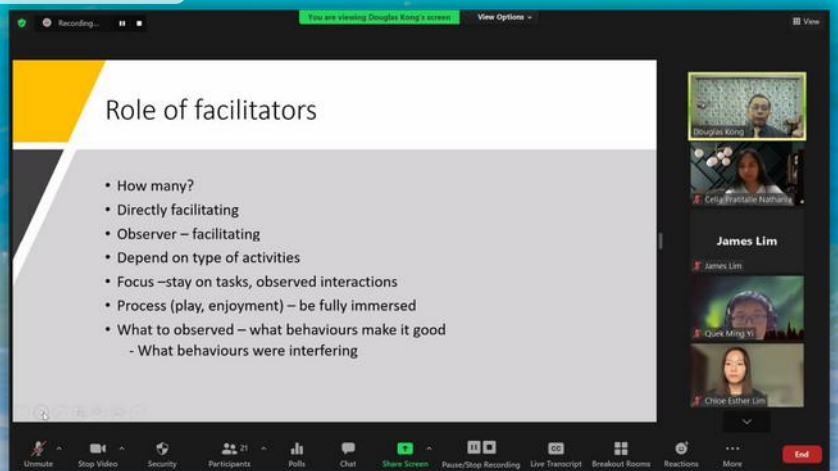 Recording...
You are viewing Douglas Kong's screen
View Options
View
Role of facilitators
• How many?
• Directly facilitating
• Observer – facilitating
• Depend on type of activities
• Focus –stay on tasks, observed interactions
• Process (play, enjoyment) – be fully immersed
• What to observed – what behaviours make it good
- What behaviours were interfering
Douglas Kong
Celia Pratitalle Nathania
James Lim
James Lim
Quek Ming Yi
Chloe Esther Lim
Unmute
Stop Video
Security
21
Participants
Polls
Chat
Share Screen
Pause/Stop Recording
CC
Live Transcript
Breakout Rooms
Reactions
More
End